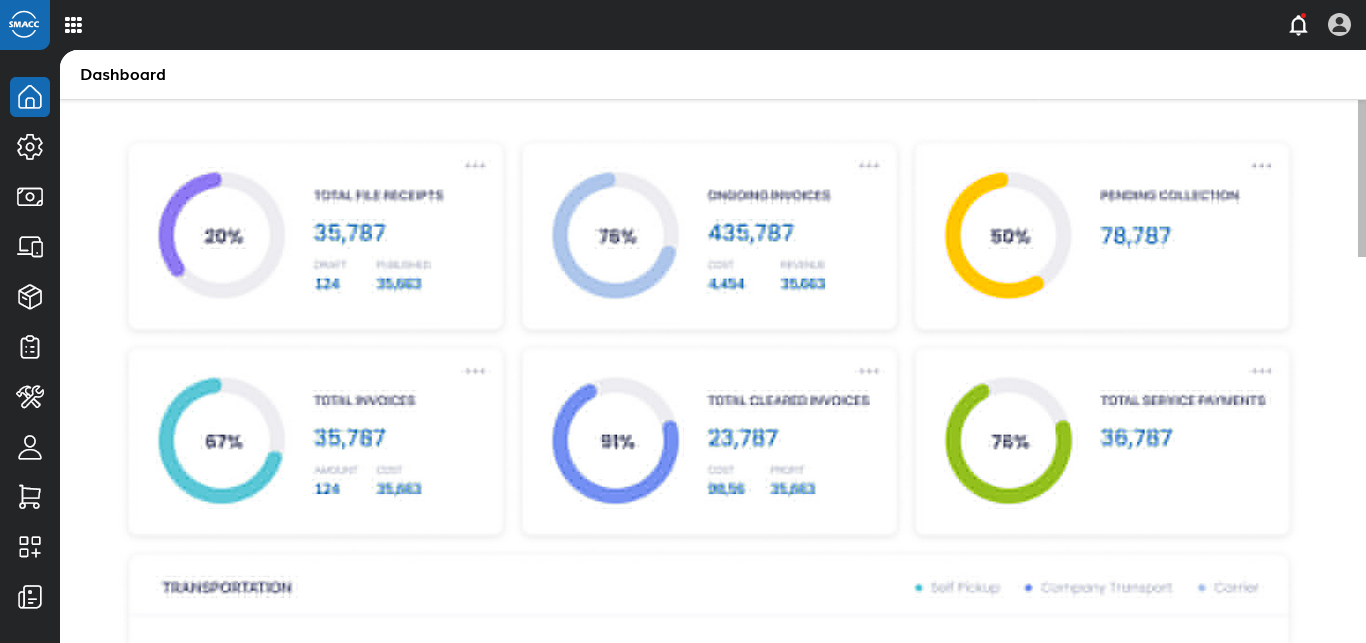 SMACC
Dashboard
TOTAL FILE RECEIPTS
20%
35,787
DRAFT PUBLISHED
124 35,663
ONGOING INVOICES
76%
435,787
COST REVENUE
4,454 35,663
PENDING COLLECTION
50%
78,787
TOTAL INVOICES
67%
35,787
AMOUNT COST
124 35,663
TOTAL CLEARED INVOICES
91%
23,787
COST PROFIT
98,56 35,663
TOTAL SERVICE PAYMENTS
76%
36,787
TRANSPORTATION
Self Pickup Company Transport Carrier